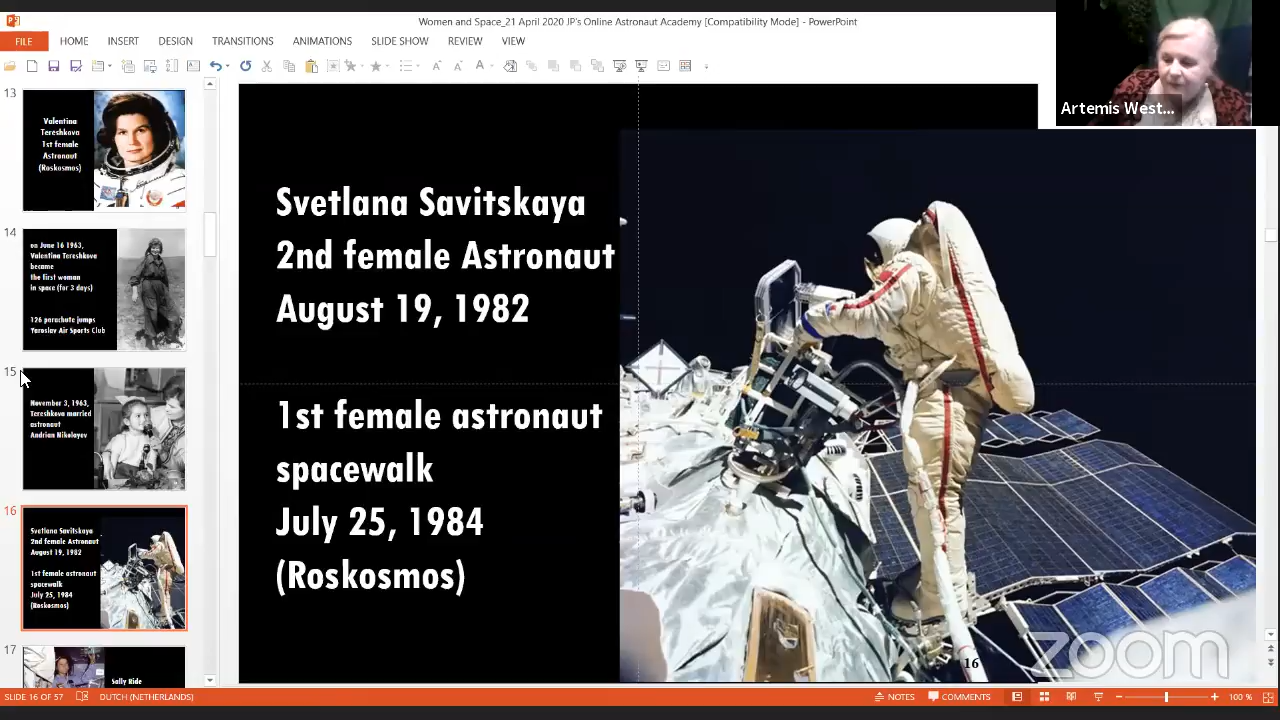 Women and Space_21 April 2020 JP's Online Astronaut Academy [Compatibility Mode] - PowerPoint
FILE HOME INSERT DESIGN TRANSITIONS ANIMATIONS SLIDE SHOW REVIEW VIEW
Artemis West...
13
Valentina
Tereshkova
1st female
Astronaut
(Roskosmos)
14
on June 16 1963,
Valentina Tereshkova
became
the first woman
in space (for 3 days)
126 parachute jumps
Yaroslav Air Sports Club
15
November 3, 1963,
Tereshkova married
astronaut
Andrian Nikolayev
16
Svetlana Savitskaya
2nd female Astronaut
August 19, 1982
1st female astronaut
spacewalk
July 25, 1984
(Roskosmos)
17
Sally Ride
Svetlana Savitskaya
2nd female Astronaut
August 19, 1982
1st female astronaut
spacewalk
July 25, 1984
(Roskosmos)
16
zoom
SLIDE 16 OF 57 DUTCH (NETHERLANDS) NOTES COMMENTS 100 %